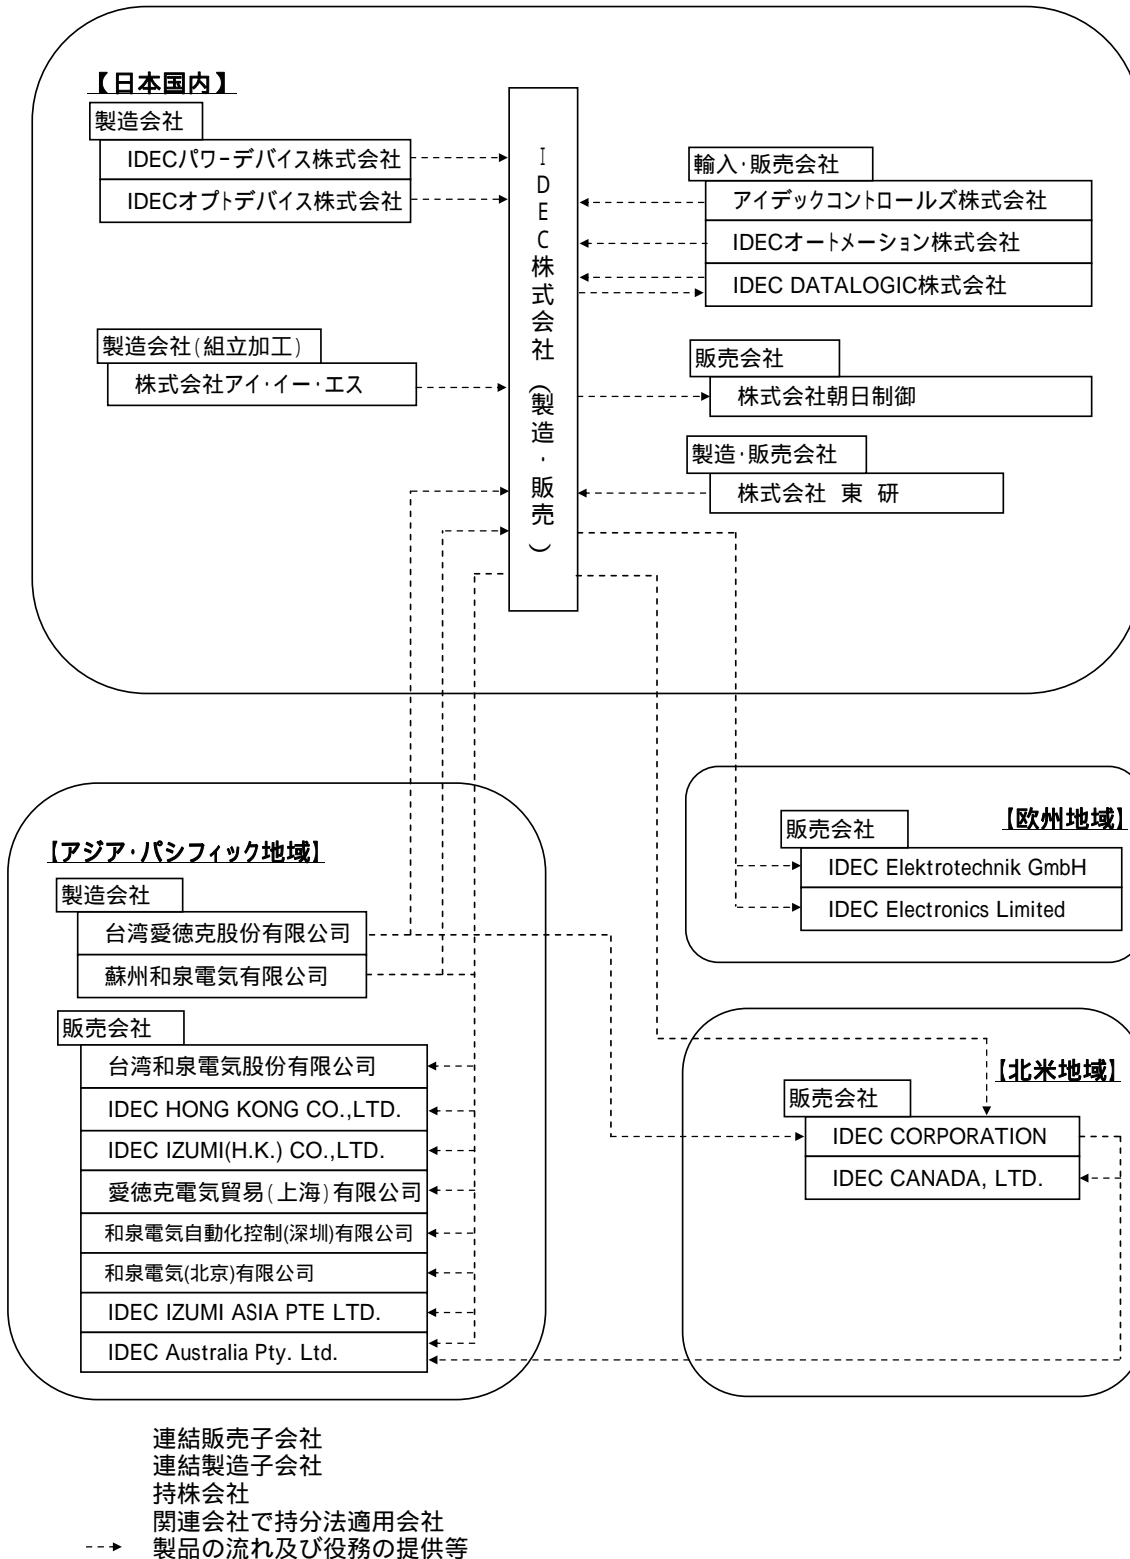 【日本国内】
製造会社
IDECパワーデバイス株式会社
IDECオプトデバイス株式会社
製造会社(組立加工)
株式会社アイ・イー・エス
IDEC株式会社(製造・販売)
輸入・販売会社
アイデックコントロールズ株式会社
IDECオートメーション株式会社
IDEC DATALOGIC株式会社
販売会社
株式会社朝日制御
製造・販売会社
株式会社 東 研
【アジア・パシフィック地域】
製造会社
台湾愛徳克股份有限公司
蘇州和泉電気有限公司
販売会社
台湾和泉電気股份有限公司
IDEC HONG KONG CO.,LTD.
IDEC IZUMI(H.K.) CO.,LTD.
愛徳克電気貿易(上海)有限公司
和泉電気自動化控制(深圳)有限公司
和泉電気(北京)有限公司
IDEC IZUMI ASIA PTE LTD.
IDEC Australia Pty. Ltd.
【欧州地域】
販売会社
IDEC Elektrotechnik GmbH
IDEC Electronics Limited
【北米地域】
販売会社
IDEC CORPORATION
IDEC CANADA, LTD.
連結販売子会社
連結製造子会社
持株会社
関連会社で持分法適用会社
製品の流れ及び役務の提供等